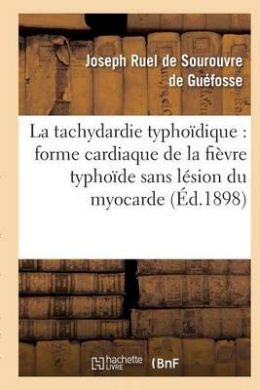 Joseph Ruel de Sourouvre
de Guéfosse
La tachydardie typhoïdique : forme
cardiaque de la fièvre typhoïde sans
lésion du myocarde (Éd.1898)
hachette
LIVRE
{BnF